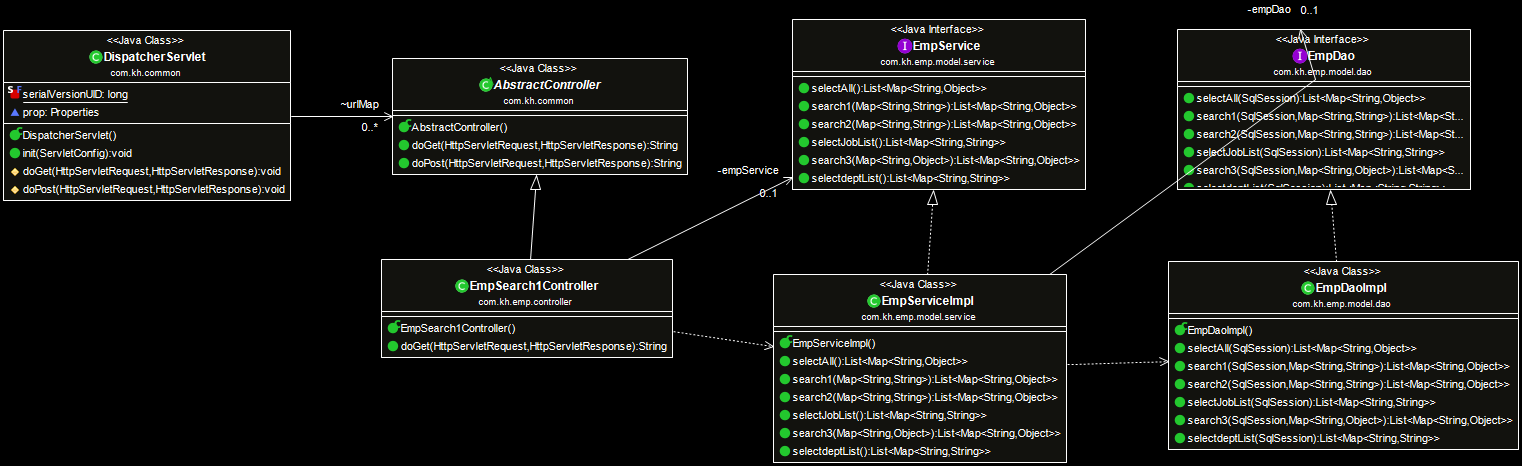 <<Java Class>>
DispatcherServlet
com.kh.common
serialVersionUID: long
prop: Properties
DispatcherServlet()
init(ServletConfig):void
doGet(HttpServletRequest,HttpServletResponse):void
doPost(HttpServletRequest,HttpServletResponse):void
~urlMap
0..*
<<Java Class>>
AbstractController
com.kh.common
AbstractController()
doGet(HttpServletRequest,HttpServletResponse):String
doPost(HttpServletRequest,HttpServletResponse):String
-empService
0..1
<<Java Interface>>
EmpService
com.kh.emp.model.service
selectAll():List<Map<String,Object>>
search1(Map<String,String>):List<Map<String,Object>>
search2(Map<String,String>):List<Map<String,Object>>
selectJobList():List<Map<String,String>>
search3(Map<String,Object>):List<Map<String,Object>>
selectdeptList():List<Map<String,String>>
-empDao 0..1
<<Java Interface>>
EmpDao
com.kh.emp.model.dao
selectAll(SqlSession):List<Map<String,Object>>
search1(SqlSession,Map<String,String>):List<Map<St...
search2(SqlSession,Map<String,String>):List<Map<St...
selectJobList(SqlSession):List<Map<String,String>>
search3(SqlSession,Map<String,Object>):List<Map<S...
selectdeptList(SqlSession):List<Map<String,String>>
<<Java Class>>
EmpSearch1Controller
com.kh.emp.controller
EmpSearch1Controller()
doGet(HttpServletRequest,HttpServletResponse):String
<<Java Class>>
EmpServiceImpl
com.kh.emp.model.service
EmpServiceImpl()
selectAll():List<Map<String,Object>>
search1(Map<String,String>):List<Map<String,Object>>
search2(Map<String,String>):List<Map<String,Object>>
selectJobList():List<Map<String,String>>
search3(Map<String,Object>):List<Map<String,Object>>
selectdeptList():List<Map<String,String>>
<<Java Class>>
EmpDaoImpl
com.kh.emp.model.dao
EmpDaoImpl()
selectAll(SqlSession):List<Map<String,Object>>
search1(SqlSession,Map<String,String>):List<Map<String,Object>>
search2(SqlSession,Map<String,String>):List<Map<String,Object>>
selectJobList(SqlSession):List<Map<String,String>>
search3(SqlSession,Map<String,Object>):List<Map<String,Object>>
selectdeptList(SqlSession):List<Map<String,String>>